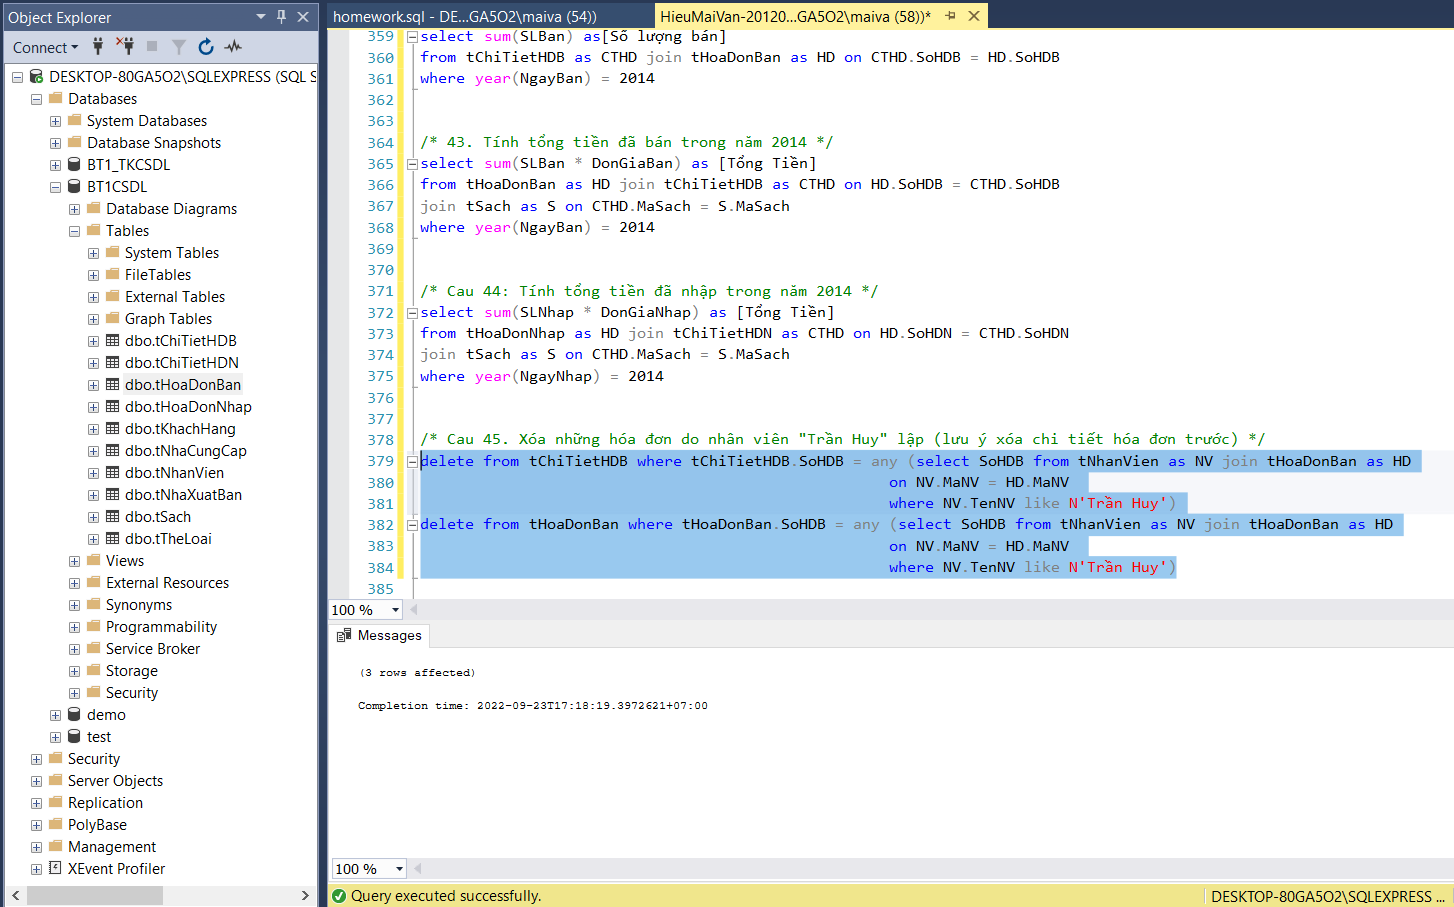 Object Explorer
Connect
DESKTOP-80GA5O2\SQLEXPRESS (SQL S
Databases
System Databases
Database Snapshots
BT1_TKCSDL
BT1CSDL
Database Diagrams
Tables
System Tables
FileTables
External Tables
Graph Tables
dbo.tChiTietHDB
dbo.tChiTietHDN
dbo.tHoaDonBan
dbo.tHoaDonNhap
dbo.tKhachHang
dbo.tNhaCungCap
dbo.tNhanVien
dbo.tNhaXuatBan
dbo.tSach
dbo.tTheLoai
Views
External Resources
Synonyms
Programmability
Service Broker
Storage
Security
demo
test
Security
Server Objects
Replication
PolyBase
Management
XEvent Profiler
homework.sql - DE...GA5O2\maiva (54))
HieuMaiVan-20120...GA5O2\maiva (58))*
359 select sum(SLBan) as[Số lượng bán]
360 from tChiTietHDB as CTHD join tHoaDonBan as HD on CTHD.SoHDB = HD.SoHDB
361 where year(NgayBan) = 2014
362
363
364 /* 43. Tính tổng tiền đã bán trong năm 2014 */
365 select sum(SLBan * DonGiaBan) as [Tổng Tiền]
366 from tHoaDonBan as HD join tChiTietHDB as CTHD on HD.SoHDB = CTHD.SoHDB
367 join tSach as S on CTHD.MaSach = S.MaSach
368 where year(NgayBan) = 2014
369
370
371 /* Cau 44: Tính tổng tiền đã nhập trong năm 2014 */
372 select sum(SLNhap * DonGiaNhap) as [Tổng Tiền]
373 from tHoaDonNhap as HD join tChiTietHDN as CTHD on HD.SoHDN = CTHD.SoHDN
374 join tSach as S on CTHD.MaSach = S.MaSach
375 where year(NgayNhap) = 2014
376
377
378 /* Cau 45. Xóa những hóa đơn do nhân viên "Trần Huy" lập (lưu ý xóa chi tiết hóa đơn trước) */
379 delete from tChiTietHDB where tChiTietHDB.SoHDB = any (select SoHDB from tNhanVien as NV join tHoaDonBan as HD
380 on NV.MaNV = HD.MaNV
381 where NV.TenNV like N'Trần Huy')
382 delete from tHoaDonBan where tHoaDonBan.SoHDB = any (select SoHDB from tNhanVien as NV join tHoaDonBan as HD
383 on NV.MaNV = HD.MaNV
384 where NV.TenNV like N'Trần Huy')
385
100 %
Messages
(3 rows affected)
Completion time: 2022-09-23T17:18:19.3972621+07:00
100 %
Query executed successfully.
DESKTOP-80GA5O2\SQLEXPRESS ...